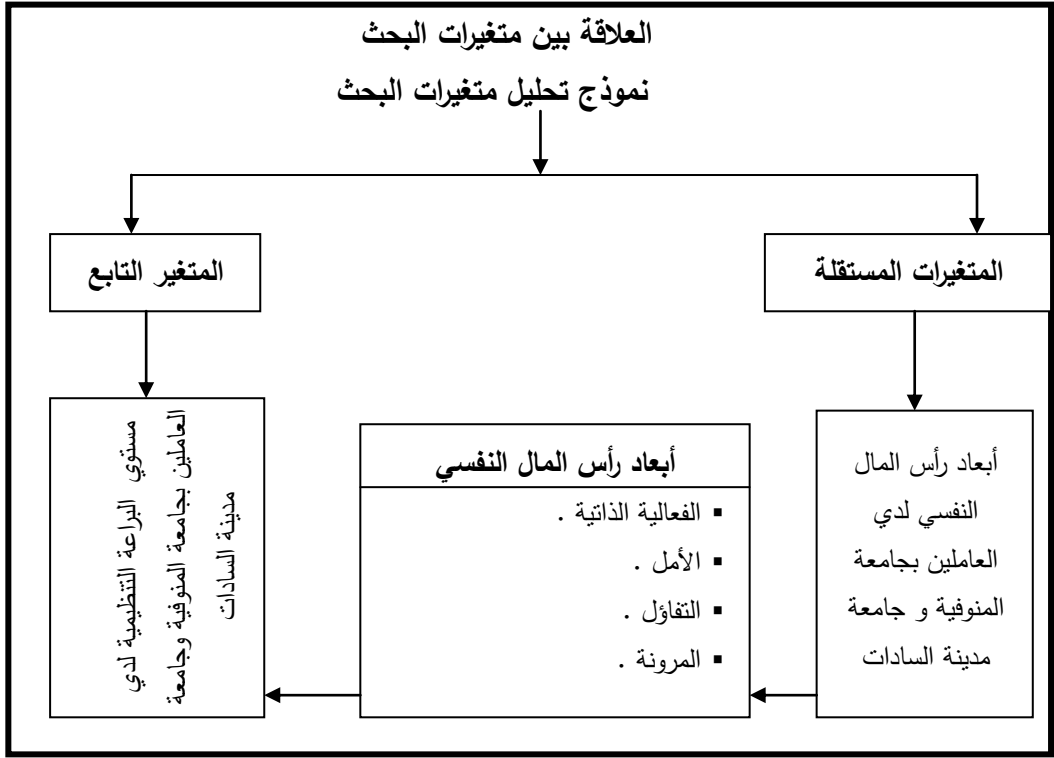 العلاقة بين متغيرات البحث
نموذج تحليل متغيرات البحث
المتغيرات المستقلة
المتغير التابع
أبعاد رأس المال
النفسي لدي
العاملين بجامعة
المنوفية و جامعة
مدينة السادات
أبعاد رأس المال النفسي
▪ الفعالية الذاتية .
▪ الأمل .
▪ التفاؤل .
▪ المرونة .
مستوي البراعة التنظيمية لدي
العاملين بجامعة المنوفية وجامعة
مدينة السادات